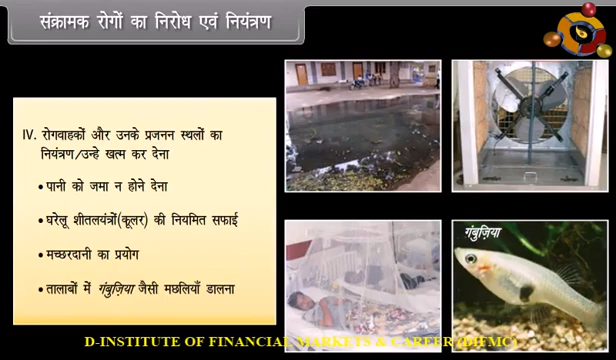 संक्रामक रोगों का निरोध एवं नियंत्रण
IV. रोगवाहकों और उनके प्रजनन स्थलों का
नियंत्रण/उन्हे खत्म कर देना
• पानी को जमा न होने देना
• घरेलू शीतलयंत्रों(कूलर) की नियमित सफाई
• मच्छरदानी का प्रयोग
• तालाबों में गंबुज़िया जैसी मछलियाँ डालना
गंबुज़िया
D-INSTITUTE OF FINANCIAL MARKETS & CAREER (DIFMC)